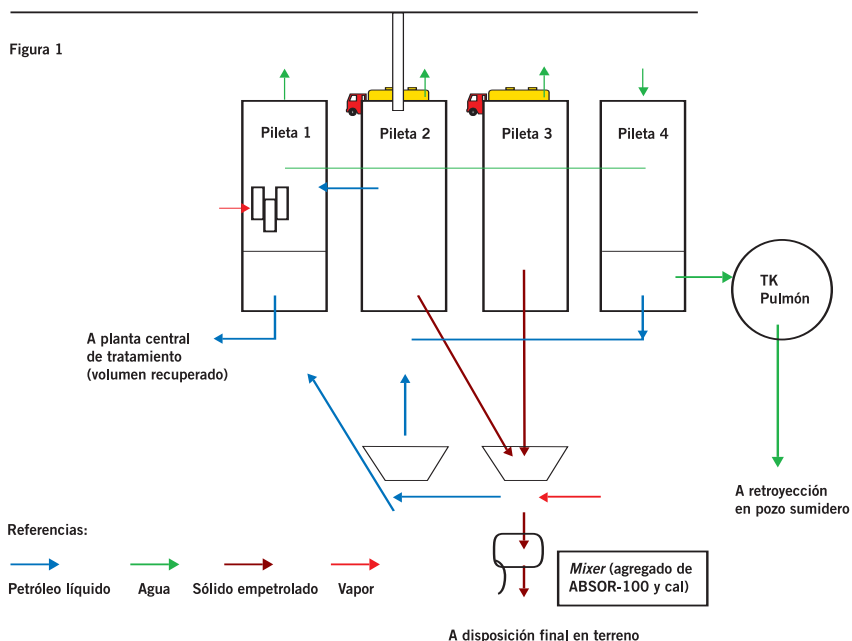 Figura 1
Pileta 1
Pileta 2
Pileta 3
Pileta 4
TK
Pulmón
A planta central
de tratamiento
(volumen recuperado)
A retroyección
en pozo sumidero
Referencias:
Petróleo líquido
Agua
Sólido empetrolado
Vapor
Mixer (agregado de
ABSOR-100 y cal)
A disposición final en terreno